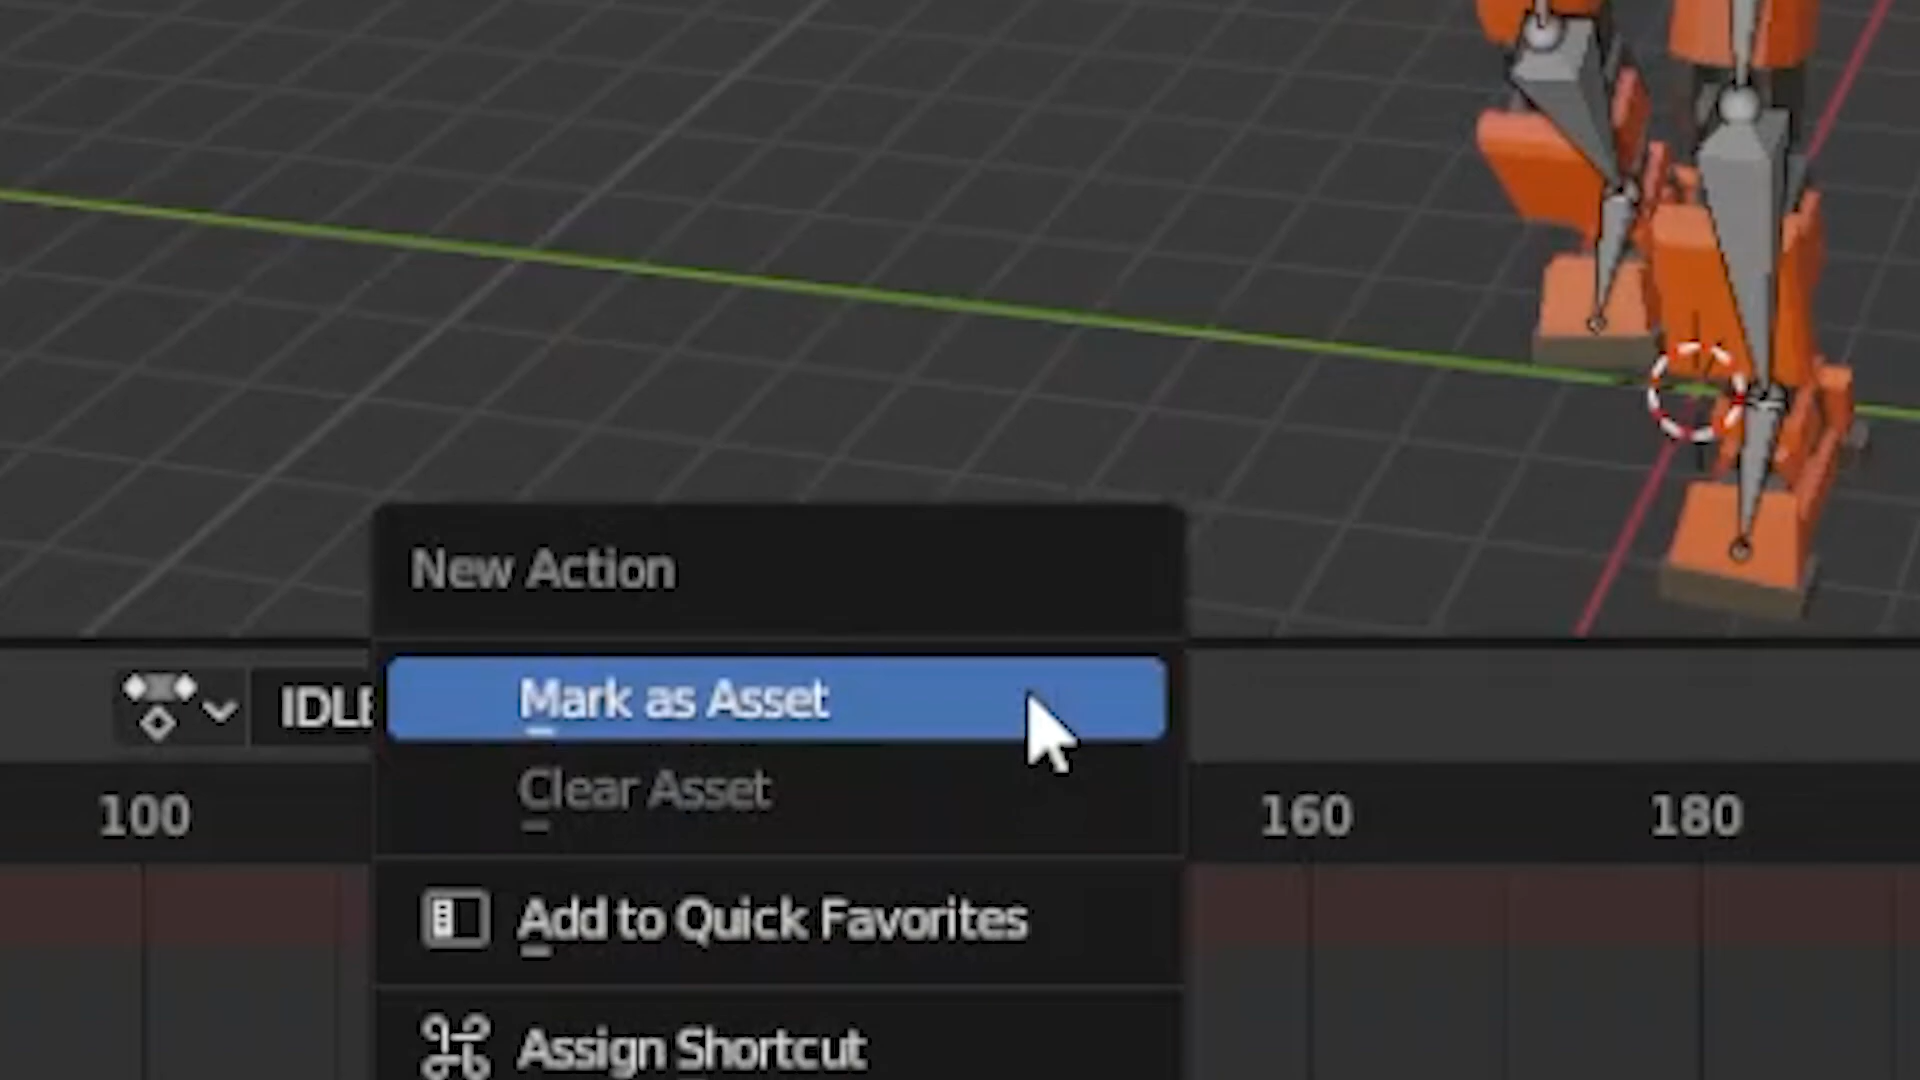 New Action
IDLE
Mark as Asset
Clear Asset
100
160
180
Add to Quick Favorites
Assign Shortcut